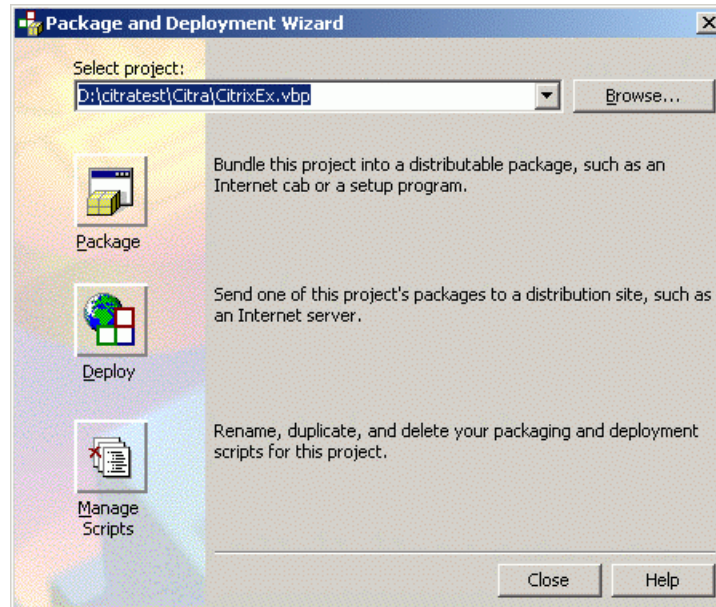 Package and Deployment Wizard
Select project:
D:\citratest\Citra\CitrixEx.vbp
Browse...
Bundle this project into a distributable package, such as an
Internet cab or a setup program.
Package
Send one of this project's packages to a distribution site, such as
an Internet server.
Deploy
Rename, duplicate, and delete your packaging and deployment
scripts for this project.
Manage
Scripts
Close
Help